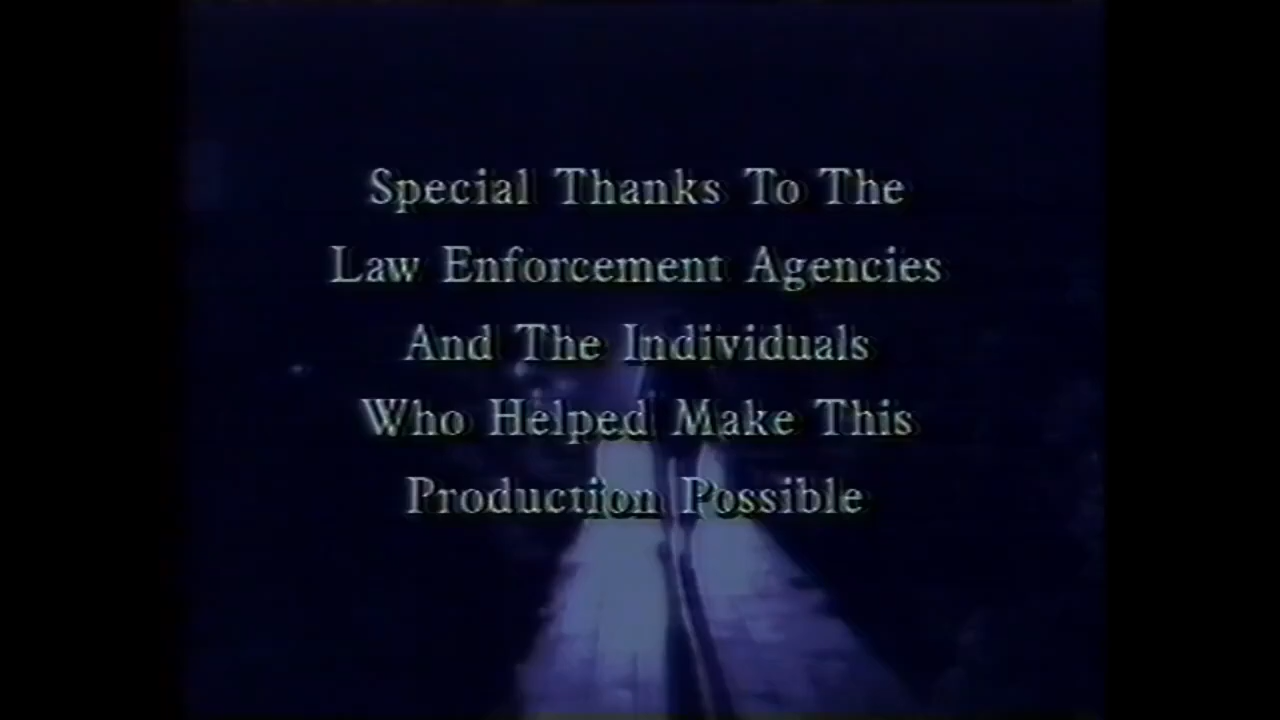 Special Thanks To The
Law Enforcement Agencies
And The Individuals
Who Helped Make This
Production Possible